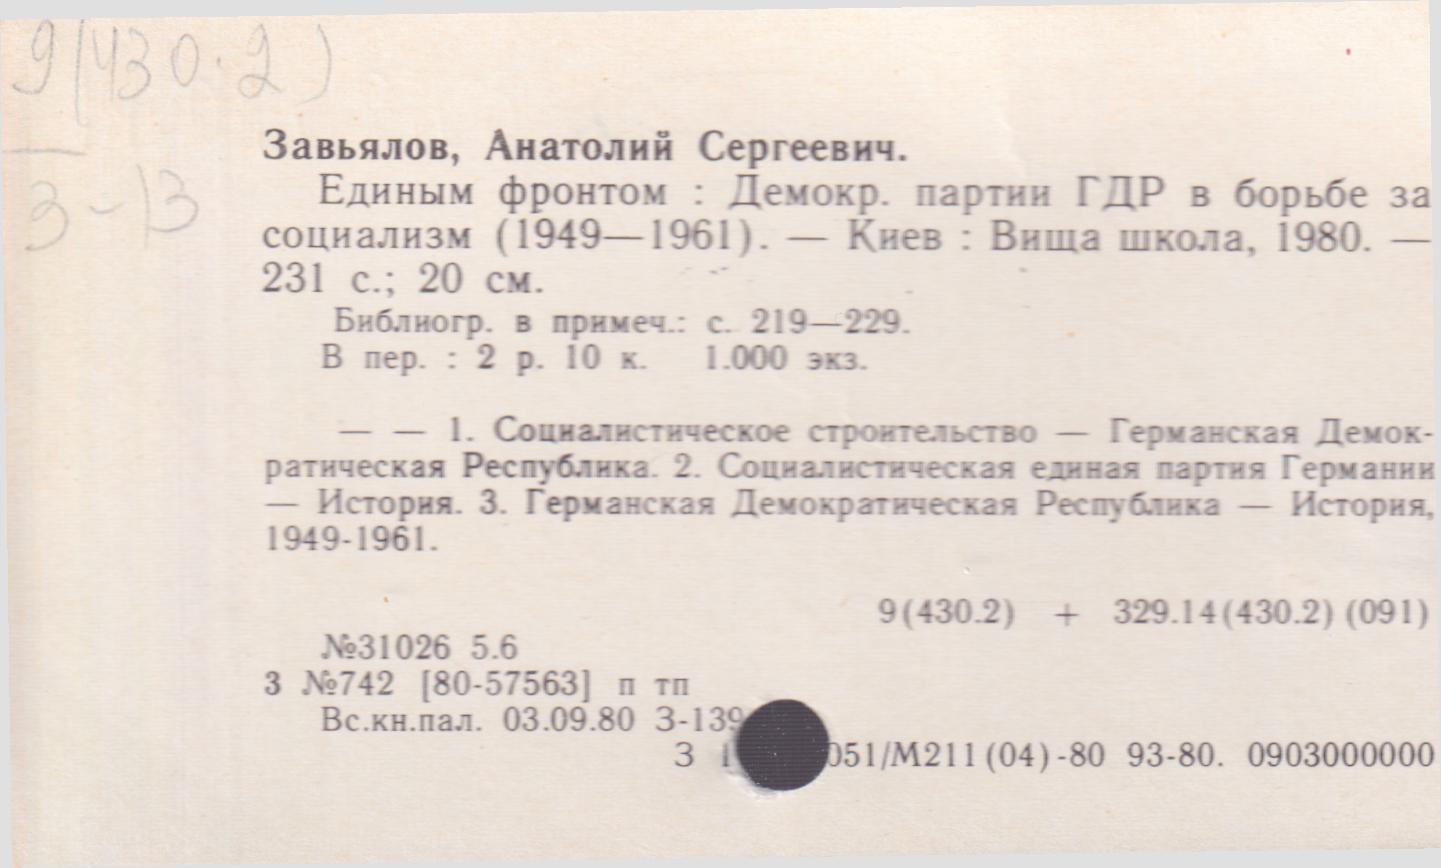 9(430.2)
З-13
Завьялов, Анатолий Сергеевич.
Единым фронтом : Демокр. партии ГДР в борьбе за
социализм (1949—1961). — Киев : Вища школа, 1980. —
231 с.; 20 см.
Библиогр. в примеч.: с. 219—229.
В пер. : 2 р. 10 к. 1.000 экз.
— — 1. Социалистическое строительство — Германская Демок-
ратическая Республика. 2. Социалистическая единая партия Германии
— История. 3. Германская Демократическая Республика — История,
1949-1961.
9(430.2) + 329.14(430.2)(091)
№31026 5.6
3 №742 [80-57563] п тп
Вс.кн.пал. 03.09.80 З-139
З 051/М211(04)-80 93-80. 0903000000